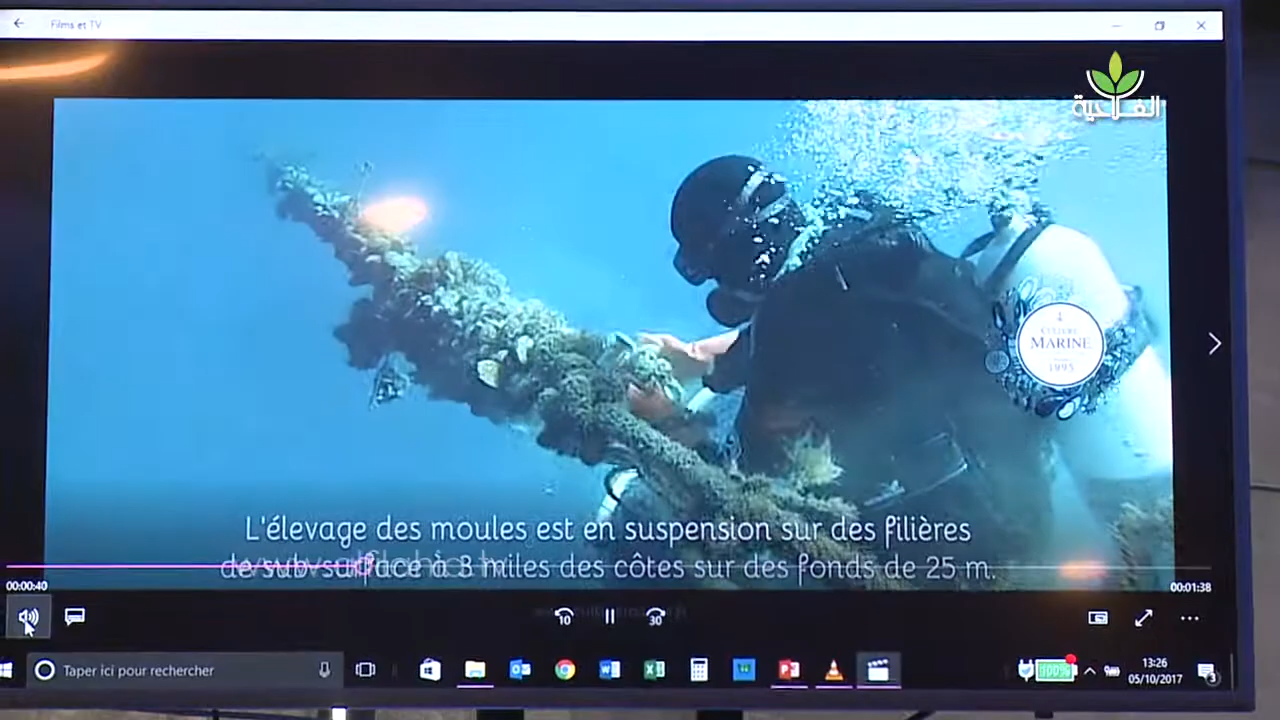 Films et TV
الفلاحية
CULTURE
MARINE
1995
L'élevage des moules est en suspension sur des filières
de sub-surface à 3 miles des côtes sur des fonds de 25 m.
00:00:40
00:01:38
10
30
Taper ici pour rechercher
100%
13:26
05/10/2017
3